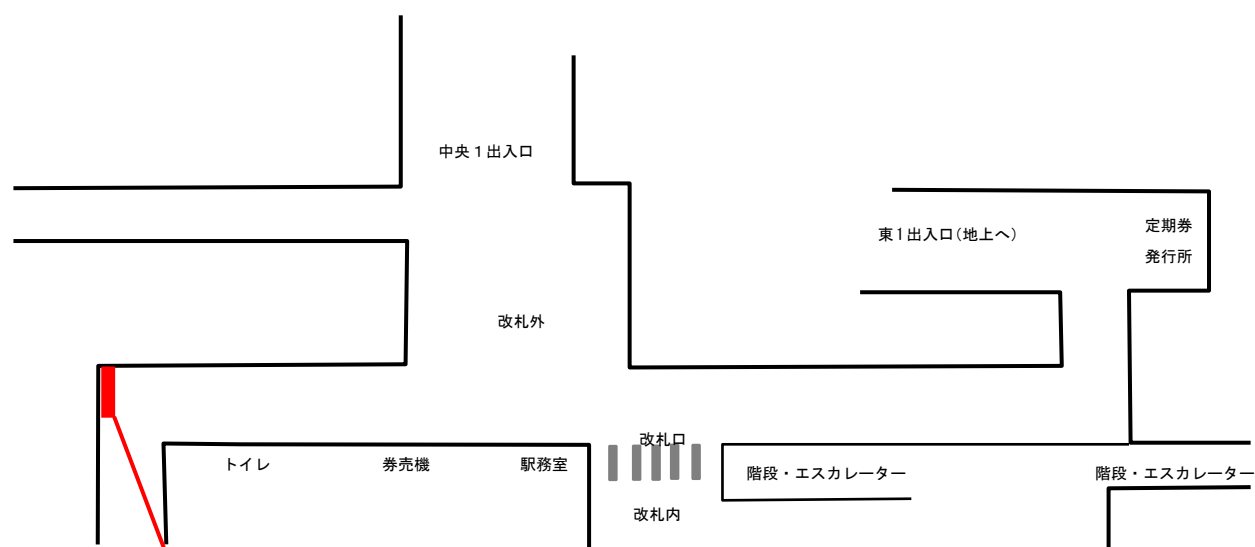 中央１出入口
東１出入口（地上へ）
定期券
発行所
改札外
改札口
トイレ
券売機
駅務室
階段・エスカレーター
階段・エスカレーター
改札内